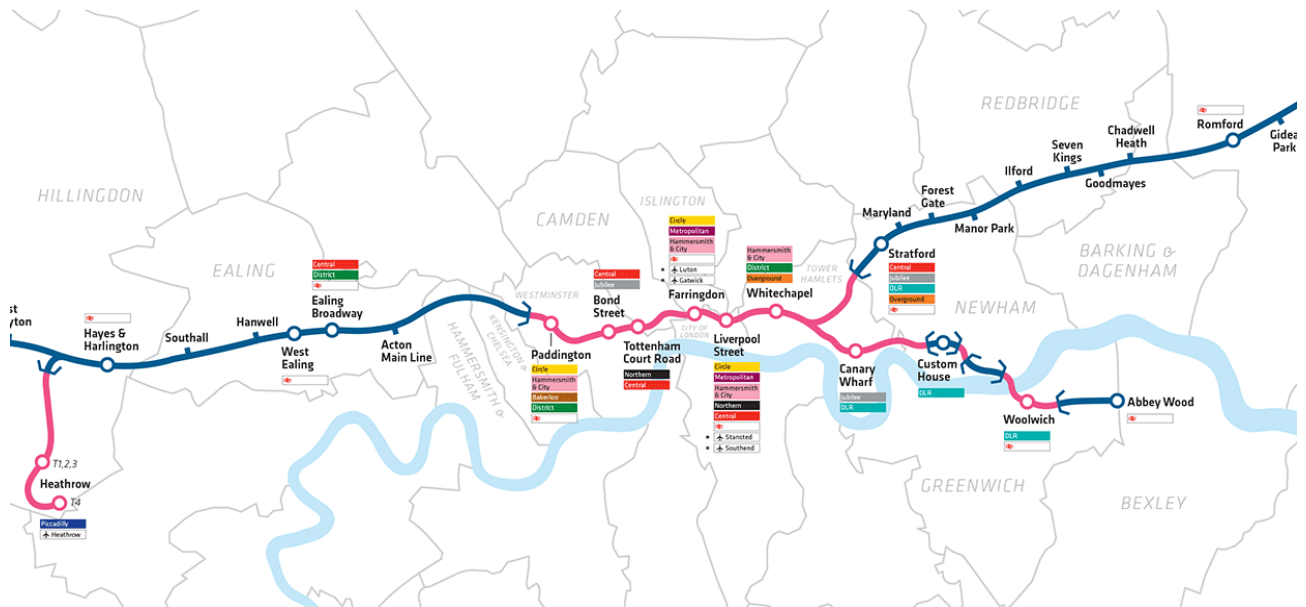 REDBRIDGE
Romford
Gidea
Park
Chadwell
Heath
Seven
Kings
Goodmayes
Ilford
Manor Park
Forest
Gate
Maryland
Stratford
Central
Jubilee
DLR
Overground
HILLINGDON
EALING
CAMDEN
ISLINGTON
Circle
Metropolitan
Hammersmith
& City
Luton
Gatwick
Farringdon
Hammersmith
& City
District
Overground
Whitechapel
TOWER
HAMLETS
NEWHAM
BARKING &
DAGENHAM
Central
District
Ealing
Broadway
Central
Jubilee
Bond
Street
WESTMINSTER
KENSINGTON &
CHELSEA
HAMMERSMITH &
FULHAM
CITY OF
LONDON
st
yton
Hayes &
Harlington
Southall
Hanwell
West
Ealing
Acton
Main Line
Paddington
Circle
Hammersmith
& City
Bakerloo
District
Tottenham
Court Road
Northern
Central
Liverpool
Street
Circle
Metropolitan
Hammersmith
& City
Northern
Central
Stansted
Southend
Canary
Wharf
Jubilee
DLR
Custom
House
DLR
Woolwich
DLR
Abbey Wood
T1,2,3
Heathrow
T4
Piccadilly
Heathrow
GREENWICH
BEXLEY